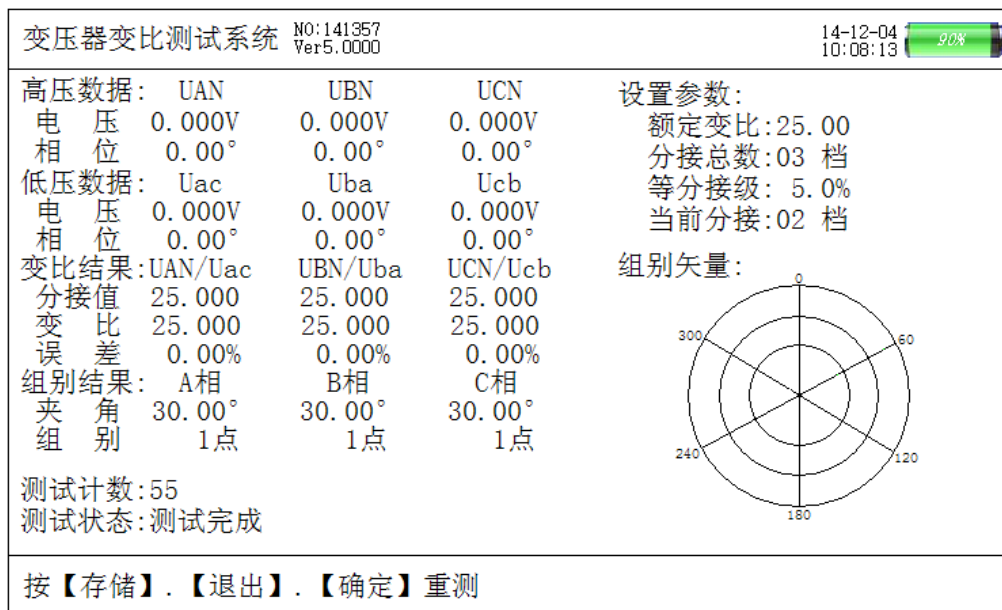 变压器变比测试系统 NO:141357 14-12-04 90%
Ver5.0000 10:08:13
高压数据: UAN UBN UCN
电 压 0.000V 0.000V 0.000V
相 位 0.00° 0.00° 0.00°
低压数据: Uac Uba Ucb
电 压 0.000V 0.000V 0.000V
相 位 0.00° 0.00° 0.00°
变比结果:UAN/Uac UBN/Uba UCN/Ucb
分接值 25.000 25.000 25.000
变 比 25.000 25.000 25.000
误 差 0.00% 0.00% 0.00%
组别结果: A相 B相 C相
夹 角 30.00° 30.00° 30.00°
组 别 1点 1点 1点
测试计数:55
测试状态:测试完成
设置参数:
额定变比:25.00
分接总数:03 档
等分接级: 5.0%
当前分接:02 档
组别矢量:
0
300 60
240 120
180
按【存储】.【退出】.【确定】重测